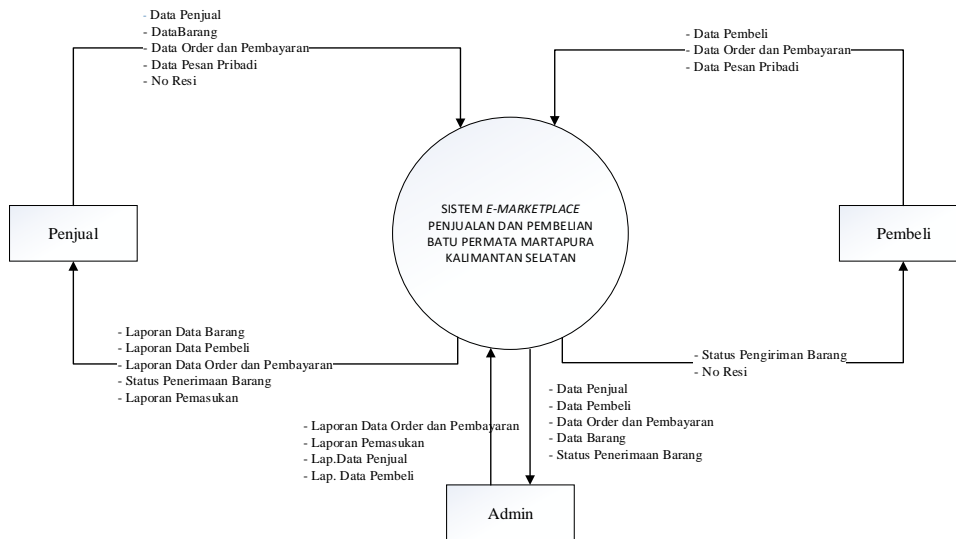 - Data Penjual
- DataBarang
- Data Order dan Pembayaran
- Data Pesan Pribadi
- No Resi
- Data Pembeli
- Data Order dan Pembayaran
- Data Pesan Pribadi
SISTEM E-MARKETPLACE
PENJUALAN DAN PEMBELIAN
BATU PERMATA MARTAPURA
KALIMANTAN SELATAN
Penjual
Pembeli
- Laporan Data Barang
- Laporan Data Pembeli
- Laporan Data Order dan Pembayaran
- Status Penerimaan Barang
- Laporan Pemasukan
- Status Pengiriman Barang
- No Resi
- Laporan Data Order dan Pembayaran
- Laporan Pemasukan
- Lap.Data Penjual
- Lap. Data Pembeli
- Data Penjual
- Data Pembeli
- Data Order dan Pembayaran
- Data Barang
- Status Penerimaan Barang
Admin